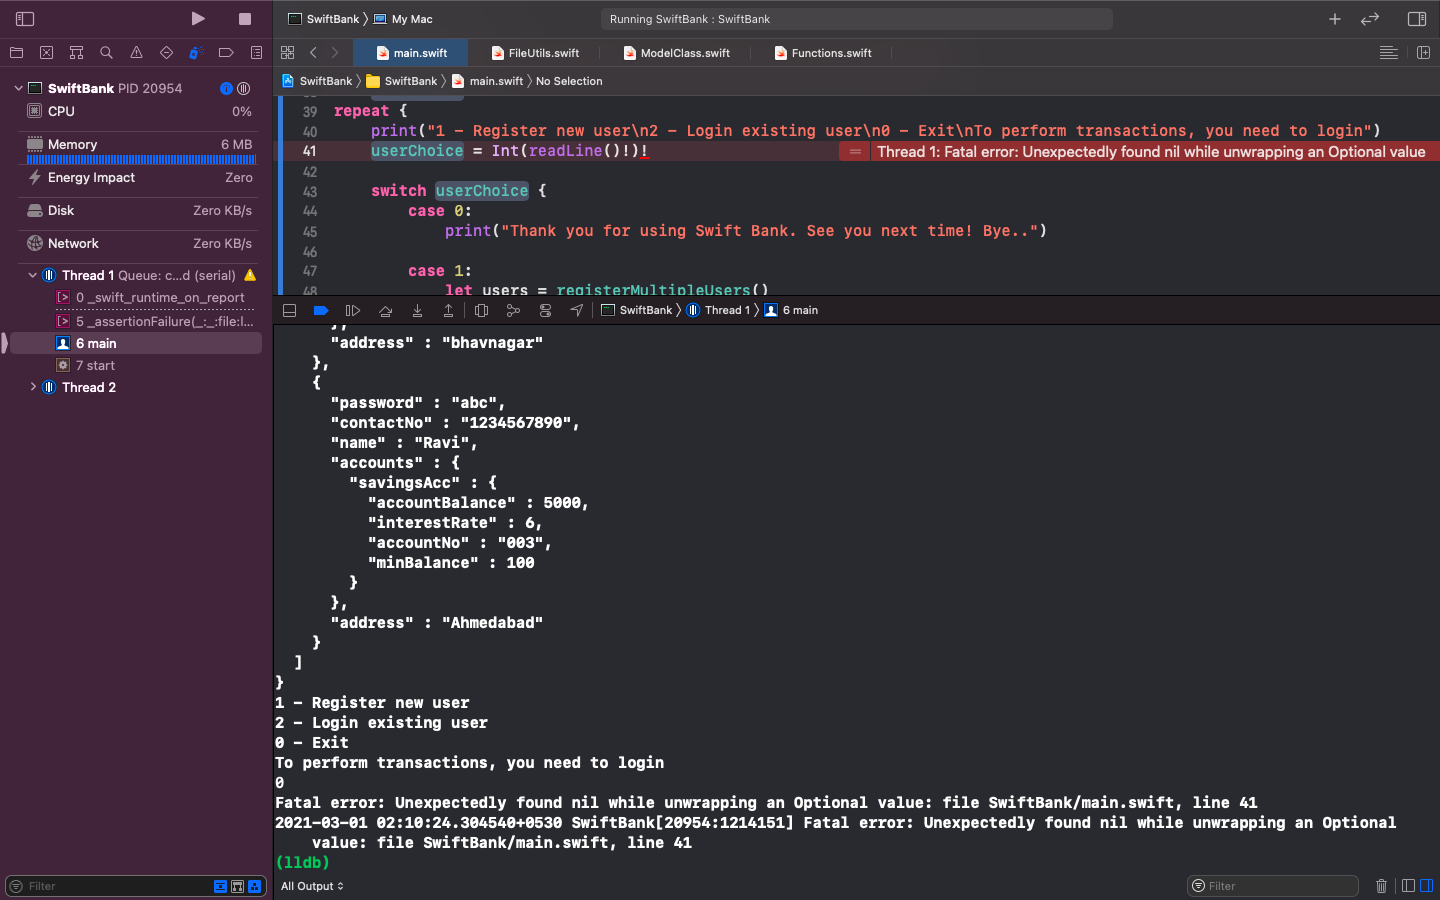 SwiftBank My Mac
Running SwiftBank : SwiftBank
main.swift
FileUtils.swift
ModelClass.swift
Functions.swift
SwiftBank SwiftBank main.swift No Selection
SwiftBank PID 20954
CPU 0%
Memory 6 MB
Energy Impact Zero
Disk Zero KB/s
Network Zero KB/s
Thread 1 Queue: c...d (serial)
0 _swift_runtime_on_report
5 _assertionFailure(_:_:file:l...
6 main
7 start
Thread 2
Filter
39 repeat {
40 print("1 - Register new user\n2 - Login existing user\n0 - Exit\nTo perform transactions, you need to login")
41 userChoice = Int(readLine()!)!
Thread 1: Fatal error: Unexpectedly found nil while unwrapping an Optional value
42
43 switch userChoice {
44 case 0:
45 print("Thank you for using Swift Bank. See you next time! Bye..")
46
47 case 1:
48 let users = registerMultipleUsers()
SwiftBank Thread 1 6 main
},
"address" : "bhavnagar"
},
{
"password" : "abc",
"contactNo" : "1234567890",
"name" : "Ravi",
"accounts" : {
"savingsAcc" : {
"accountBalance" : 5000,
"interestRate" : 6,
"accountNo" : "003",
"minBalance" : 100
}
},
"address" : "Ahmedabad"
}
]
}
1 - Register new user
2 - Login existing user
0 - Exit
To perform transactions, you need to login
0
Fatal error: Unexpectedly found nil while unwrapping an Optional value: file SwiftBank/main.swift, line 41
2021-03-01 02:10:24.304540+0530 SwiftBank[20954:1214151] Fatal error: Unexpectedly found nil while unwrapping an Optional
value: file SwiftBank/main.swift, line 41
(lldb)
All Output
Filter